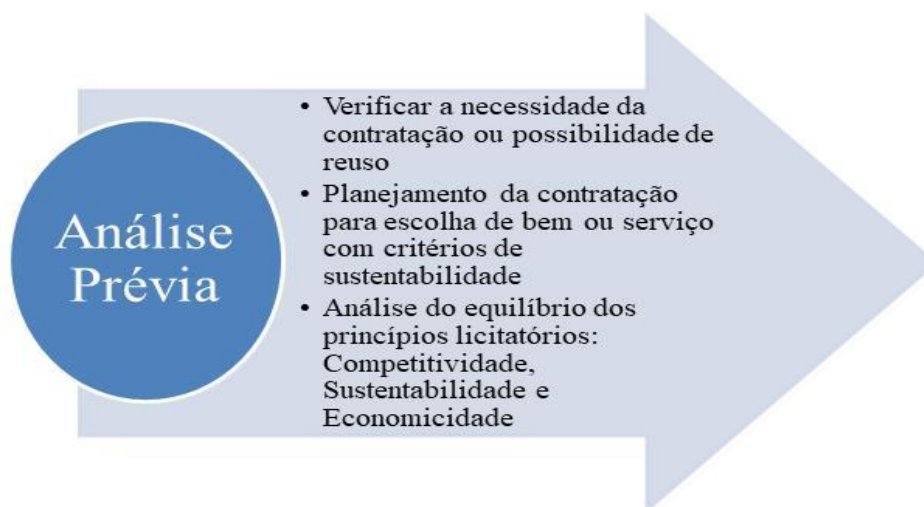 Análise
Prévia
• Verificar a necessidade da
contratação ou possibilidade de
reuso
• Planejamento da contratação
para escolha de bem ou serviço
com critérios de
sustentabilidade
• Análise do equilíbrio dos
princípios licitatórios:
Competitividade,
Sustentabilidade e
Economicidade